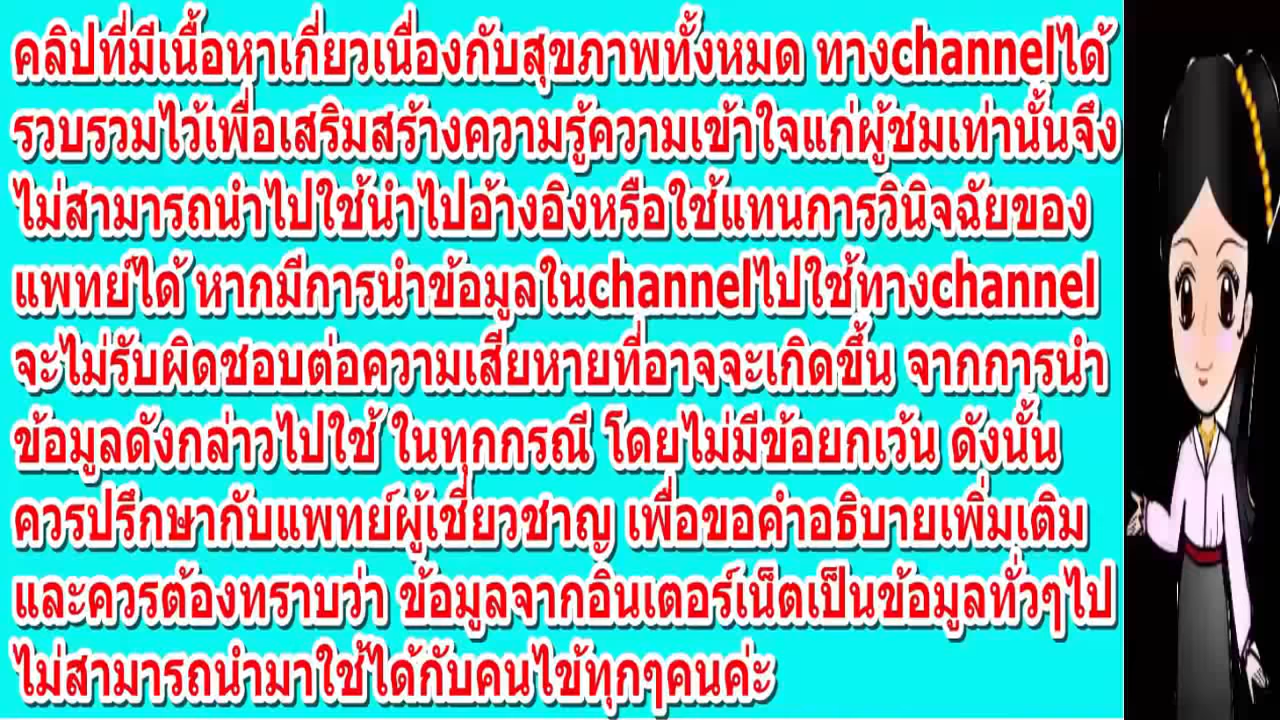 คลิปที่มีเนื้อหาเกี่ยวเนื่องกับสุขภาพทั้งหมด ทางchannelได้
รวบรวมไว้เพื่อเสริมสร้างความรู้ความเข้าใจแก่ผู้ชมเท่านั้นจึง
ไม่สามารถนำไปใช้นำไปอ้างอิงหรือใช้แทนการวินิจฉัยของ
แพทย์ได้ หากมีการนำข้อมูลในchannelไปใช้ทางchannel
จะไม่รับผิดชอบต่อความเสียหายที่อาจจะเกิดขึ้น จากการนำ
ข้อมูลดังกล่าวไปใช้ ในทุกกรณี โดยไม่มีข้อยกเว้น ดังนั้น
ควรปรึกษากับแพทย์ผู้เชี่ยวชาญ เพื่อขอคำอธิบายเพิ่มเติม
และควรต้องทราบว่า ข้อมูลจากอินเตอร์เน็ตเป็นข้อมูลทั่วๆไป
ไม่สามารถนำมาใช้ได้กับคนไข้ทุกๆคนค่ะ